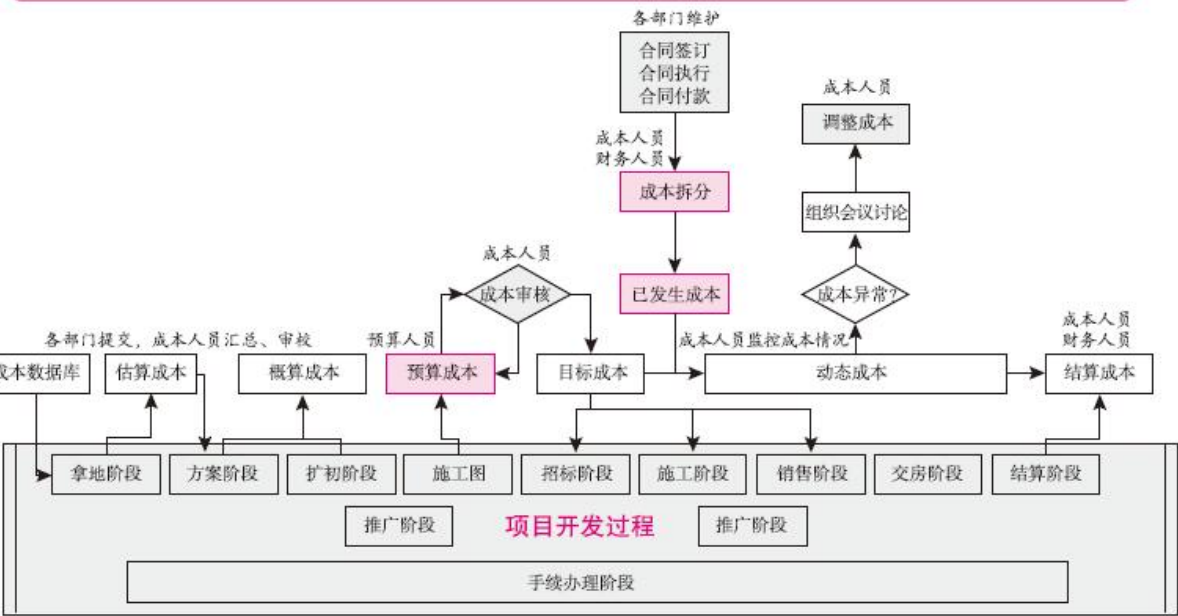 各部门维护
合同签订
合同执行
合同付款
成本人员
调整成本
成本人员
财务人员
成本拆分
组织会议讨论
成本人员
成本审核
已发生成本
成本异常?
各部门提交，成本人员汇总、审校
预算人员
成本人员监控成本情况
成本人员
财务人员
成本数据库
估算成本
概算成本
预算成本
目标成本
动态成本
结算成本
拿地阶段
方案阶段
扩初阶段
施工图
招标阶段
施工阶段
销售阶段
交房阶段
结算阶段
推广阶段
项目开发过程
推广阶段
手续办理阶段